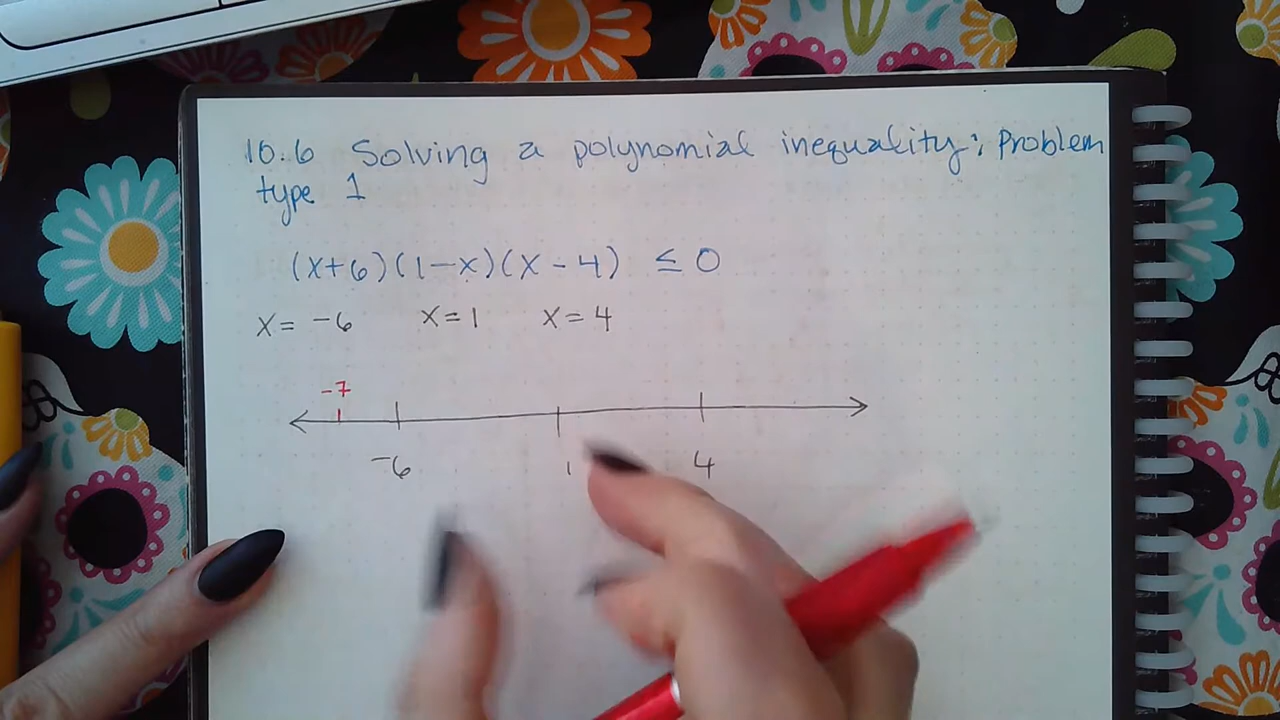 10.6 Solving a polynomial inequality: Problem
type 1
(x+6)(1-x)(x-4) ≤ 0
x= -6 x=1 x=4
-7
-6 1 4